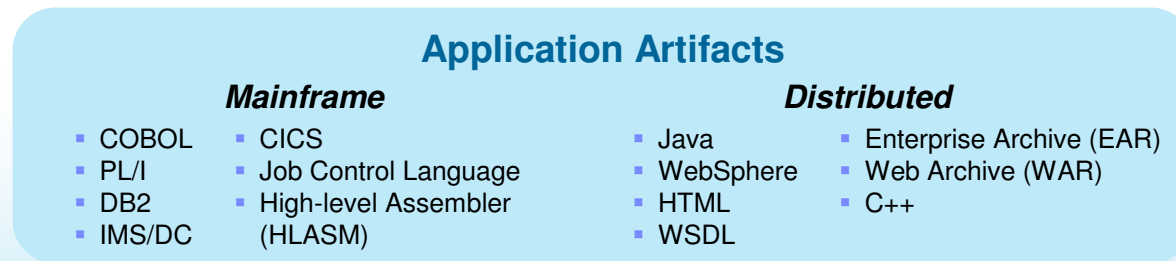 Application Artifacts
Mainframe
▪ COBOL
▪ PL/I
▪ DB2
▪ IMS/DC
▪ CICS
▪ Job Control Language
▪ High-level Assembler
(HLASM)
Distributed
▪ Java
▪ WebSphere
▪ HTML
▪ WSDL
▪ Enterprise Archive (EAR)
▪ Web Archive (WAR)
▪ C++